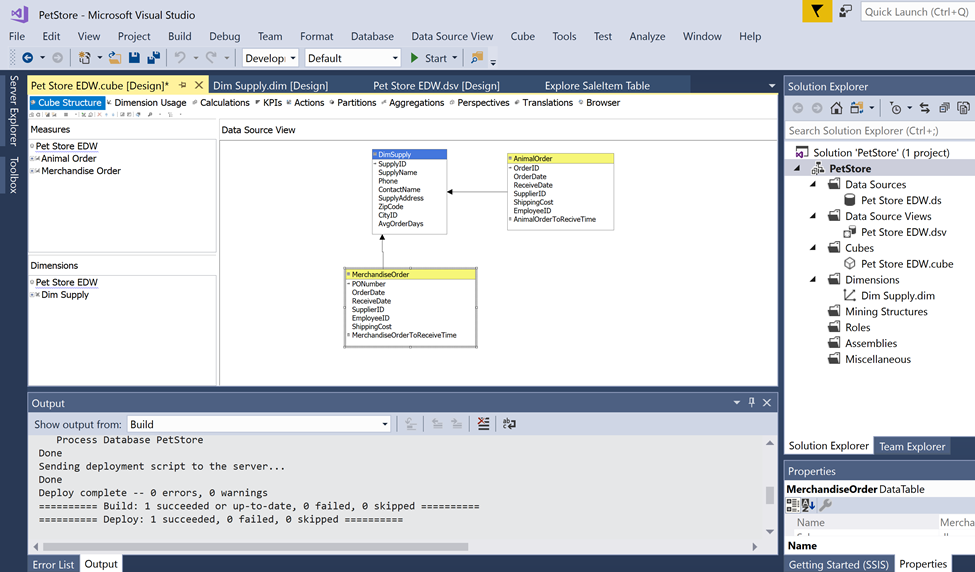 PetStore - Microsoft Visual Studio
Quick Launch (Ctrl+Q)
File Edit View Project Build Debug Team Format Database Data Source View Cube Tools Test Analyze Window Help
Develop Default Start
Server Explorer
Toolbox
Pet Store EDW.cube [Design]* Dim Supply.dim [Design] Pet Store EDW.dsv [Design] Explore SaleItem Table
Cube Structure Dimension Usage Calculations KPIs Actions Partitions Aggregations Perspectives Translations Browser
Measures
Pet Store EDW
Animal Order
Merchandise Order
Dimensions
Pet Store EDW
Dim Supply
Data Source View
DimSupply
SupplyID
SupplyName
Phone
ContactName
SupplyAddress
ZipCode
CityID
AvgOrderDays
AnimalOrder
OrderID
OrderDate
ReceiveDate
SupplierID
ShippingCost
EmployeeID
AnimalOrderToReciveTime
MerchandiseOrder
PONumber
OrderDate
ReceiveDate
SupplierID
EmployeeID
ShippingCost
MerchandiseOrderToReceiveTime
Output
Show output from: Build
Process Database PetStore
Done
Sending deployment script to the server...
Done
Deploy complete -- 0 errors, 0 warnings
========== Build: 1 succeeded or up-to-date, 0 failed, 0 skipped ==========
========== Deploy: 1 succeeded, 0 failed, 0 skipped ==========
Error List Output
Solution Explorer
Search Solution Explorer (Ctrl+;)
Solution 'PetStore' (1 project)
PetStore
Data Sources
Pet Store EDW.ds
Data Source Views
Pet Store EDW.dsv
Cubes
Pet Store EDW.cube
Dimensions
Dim Supply.dim
Mining Structures
Roles
Assemblies
Miscellaneous
Solution Explorer Team Explorer
Properties
MerchandiseOrder DataTable
Name Mercha
Name
Getting Started (SSIS) Properties